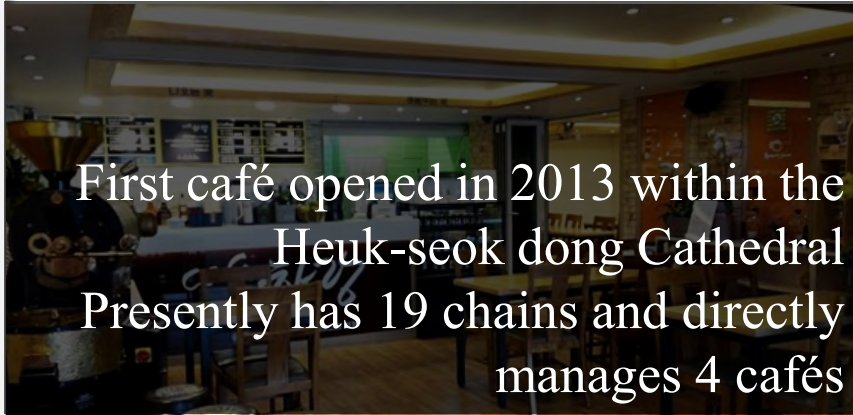 First café opened in 2013 within the
Heuk-seok dong Cathedral
Presently has 19 chains and directly
manages 4 cafés